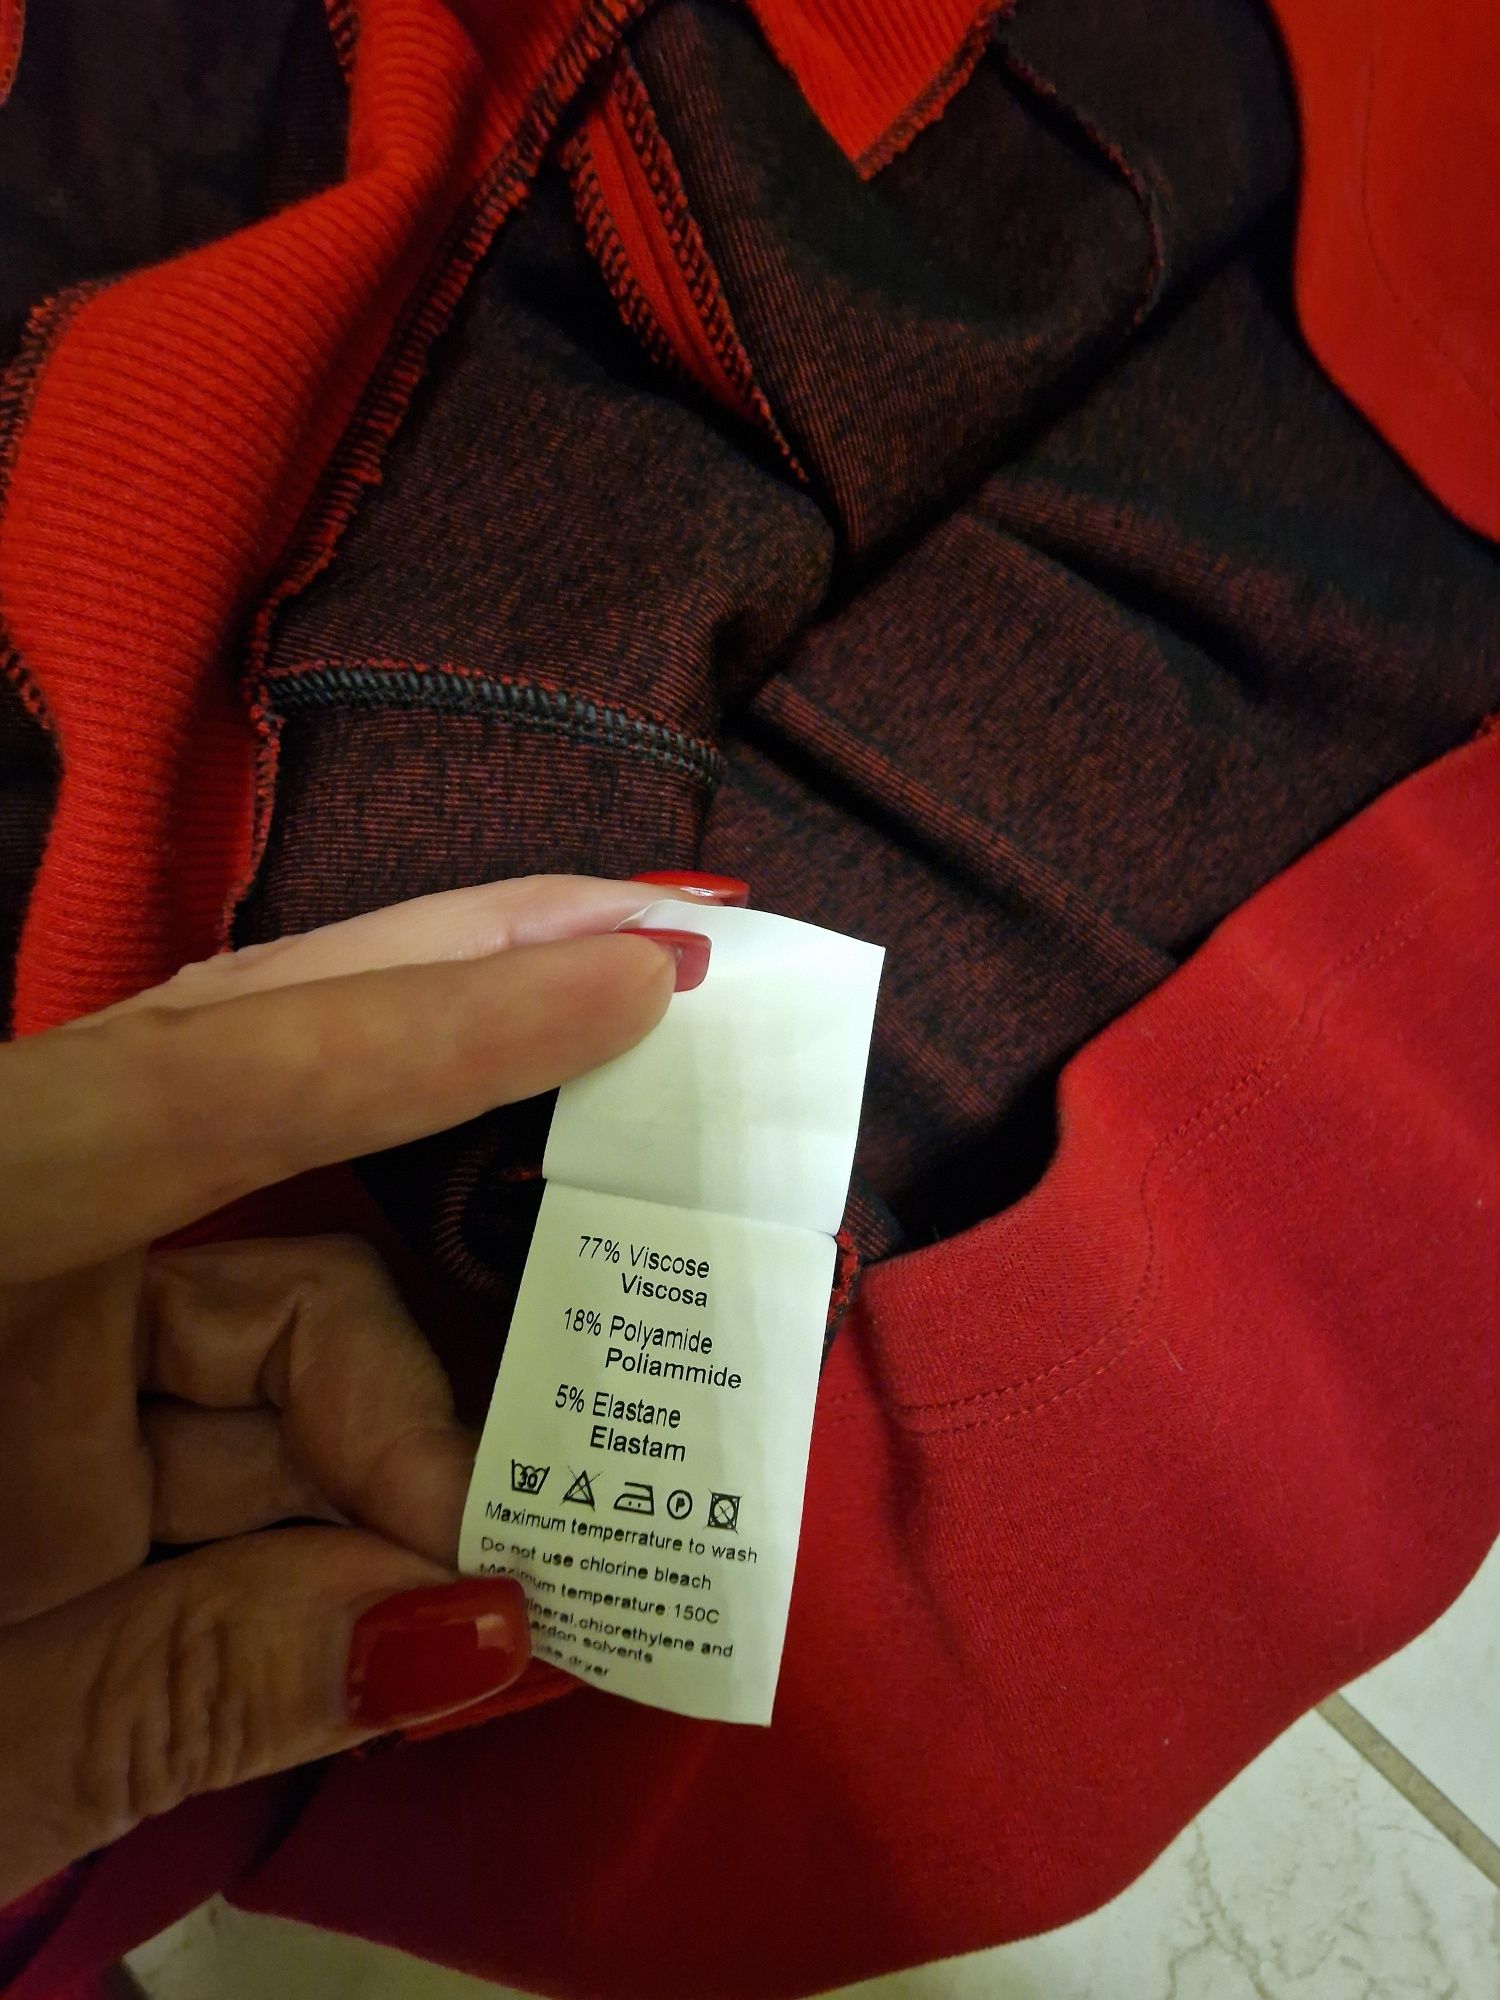 77% Viscose
Viscosa
18% Polyamide
Poliammide
5% Elastane
Elastam
30 P
Maximum temperrature to wash
Do not use chlorine bleach
Maximum temperature 150C
chlorethylene and
solvents
dryer